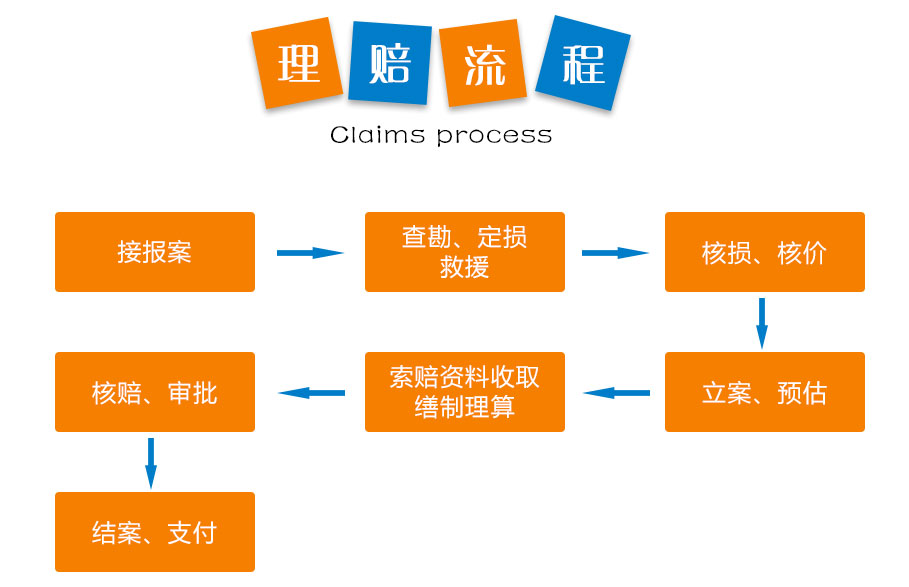 理赔流程
Claims process
接报案
查勘、定损
救援
核损、核价
立案、预估
索赔资料收取
缮制理算
核赔、审批
结案、支付